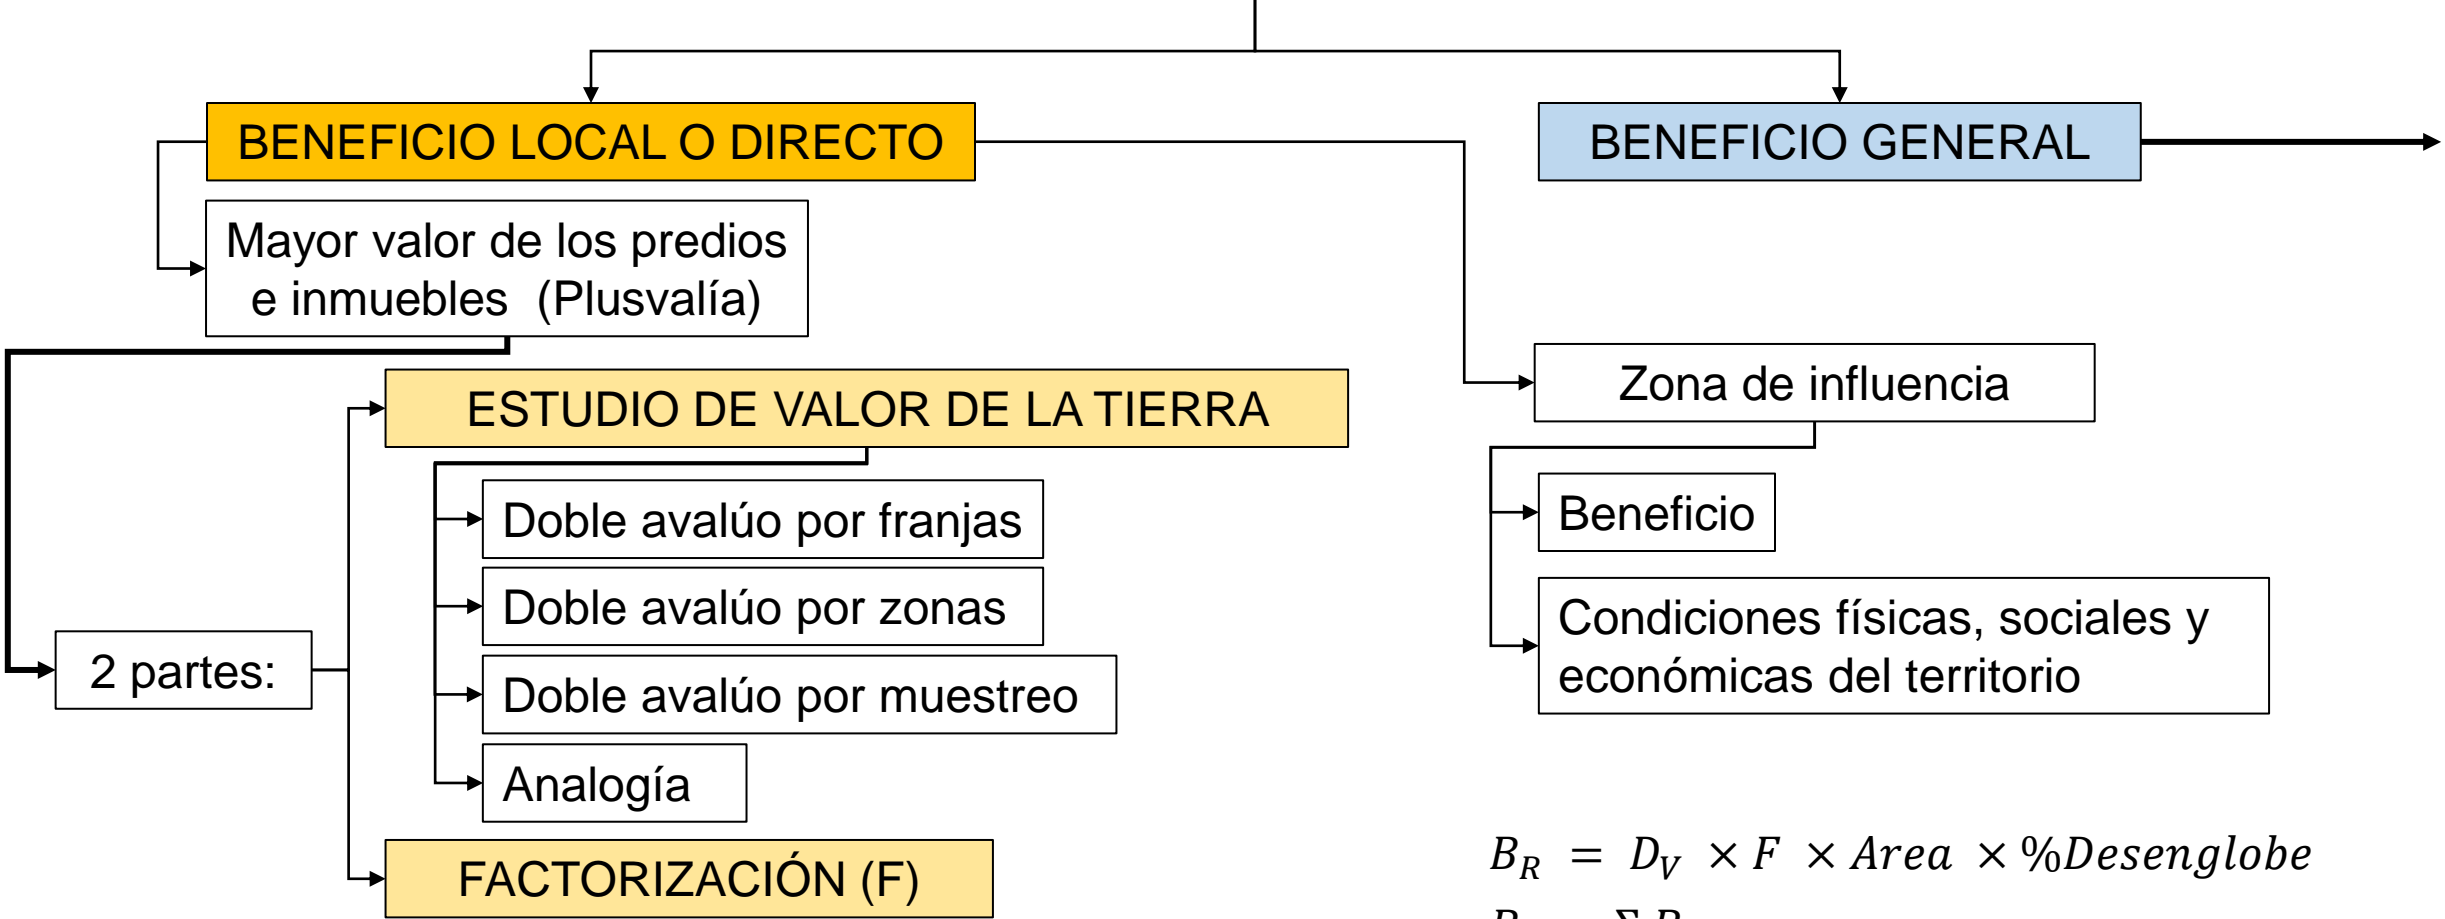 BENEFICIO LOCAL O DIRECTO
BENEFICIO GENERAL
Mayor valor de los predios
e inmuebles (Plusvalía)
Zona de influencia
ESTUDIO DE VALOR DE LA TIERRA
Beneficio
Doble avalúo por franjas
Doble avalúo por zonas
Condiciones físicas, sociales y
económicas del territorio
2 partes:
Doble avalúo por muestreo
Analogía
FACTORIZACIÓN (F)
B_R = D_V × F × Area × %Desenglobe